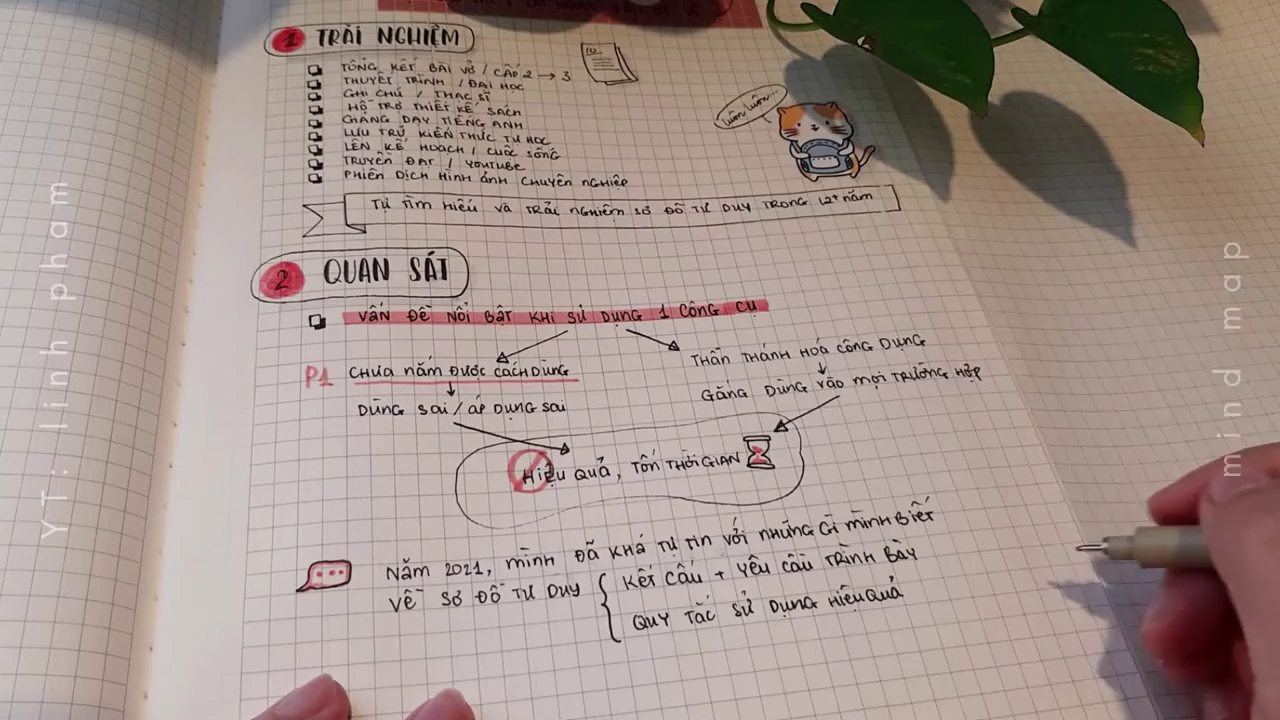 1 TRẢI NGHIỆM
TỔNG KẾT BÀI VỞ / CẤP 2 → 3
THUYẾT TRÌNH / ĐẠI HỌC
GHI CHÚ / THẠC SĨ
HỖ TRỢ THIẾT KẾ SÁCH
GIẢNG DẠY TIẾNG ANH
LƯU TRỮ KIẾN THỨC TỰ HỌC
LÊN KẾ HOẠCH / CUỘC SỐNG
TRUYỀN ĐẠT / YOUTUBE
PHIÊN DỊCH HÌNH ẢNH CHUYÊN NGHIỆP
luôn luôn...
TỰ TÌM HIỂU VÀ TRẢI NGHIỆM SƠ ĐỒ TƯ DUY TRONG 12+ NĂM
2 QUAN SÁT
VẤN ĐỀ NỔI BẬT KHI SỬ DỤNG 1 CÔNG CỤ
P1 CHƯA NẮM ĐƯỢC CÁCH DÙNG
THẦN THÁNH HOÁ CÔNG DỤNG
DÙNG SAI / ÁP DỤNG SAI
GẮNG DÙNG VÀO MỌI TRƯỜNG HỢP
HIỆU QUẢ, TỐN THỜI GIAN
NĂM 2021, MÌNH ĐÃ KHÁ TỰ TIN VỚI NHỮNG GÌ MÌNH BIẾT
VỀ SƠ ĐỒ TƯ DUY { KẾT CẤU + YÊU CẦU TRÌNH BÀY
QUY TẮC SỬ DỤNG HIỆU QUẢ
YT: linh pham
mind map